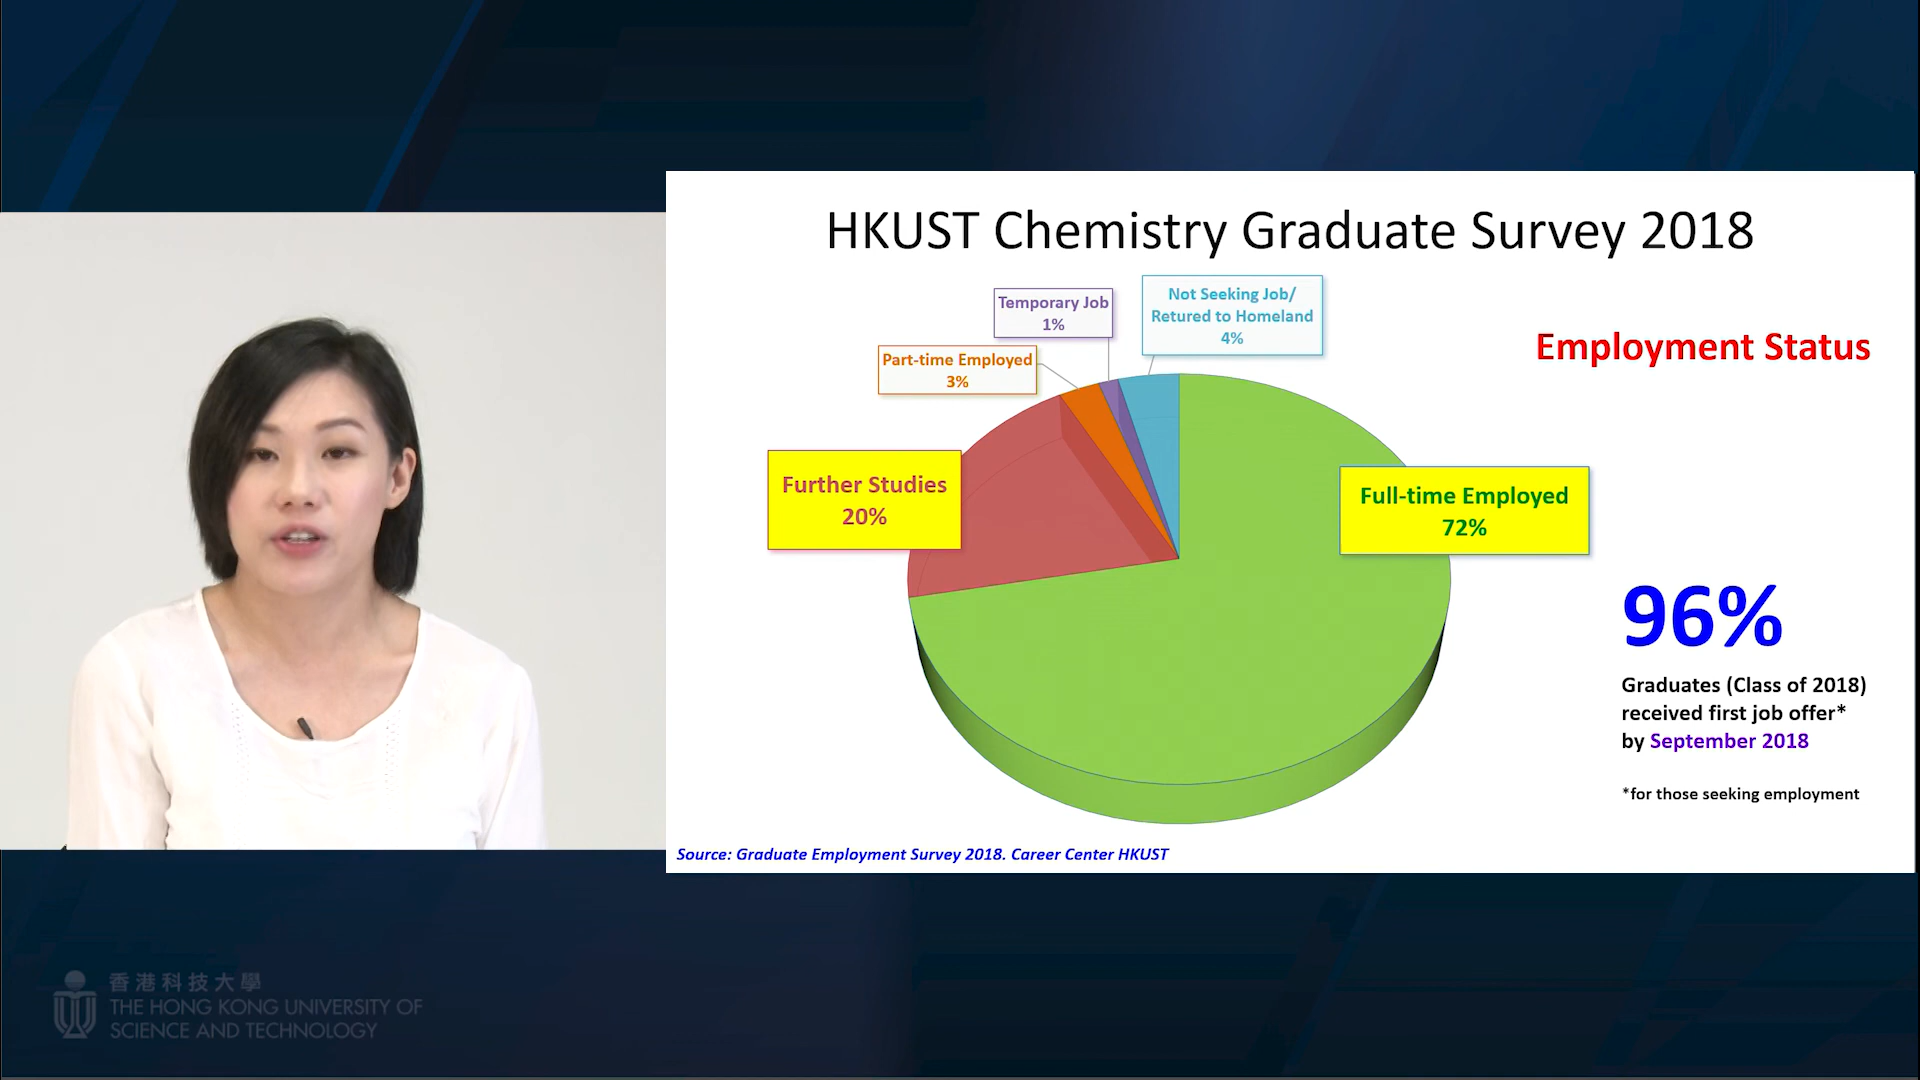 HKUST Chemistry Graduate Survey 2018
Temporary Job
1%
Not Seeking Job/
Retured to Homeland
4%
Part-time Employed
3%
Employment Status
Further Studies
20%
Full-time Employed
72%
96%
Graduates (Class of 2018)
received first job offer*
by September 2018
*for those seeking employment
Source: Graduate Employment Survey 2018. Career Center HKUST
香港科技大學
THE HONG KONG UNIVERSITY OF
SCIENCE AND TECHNOLOGY